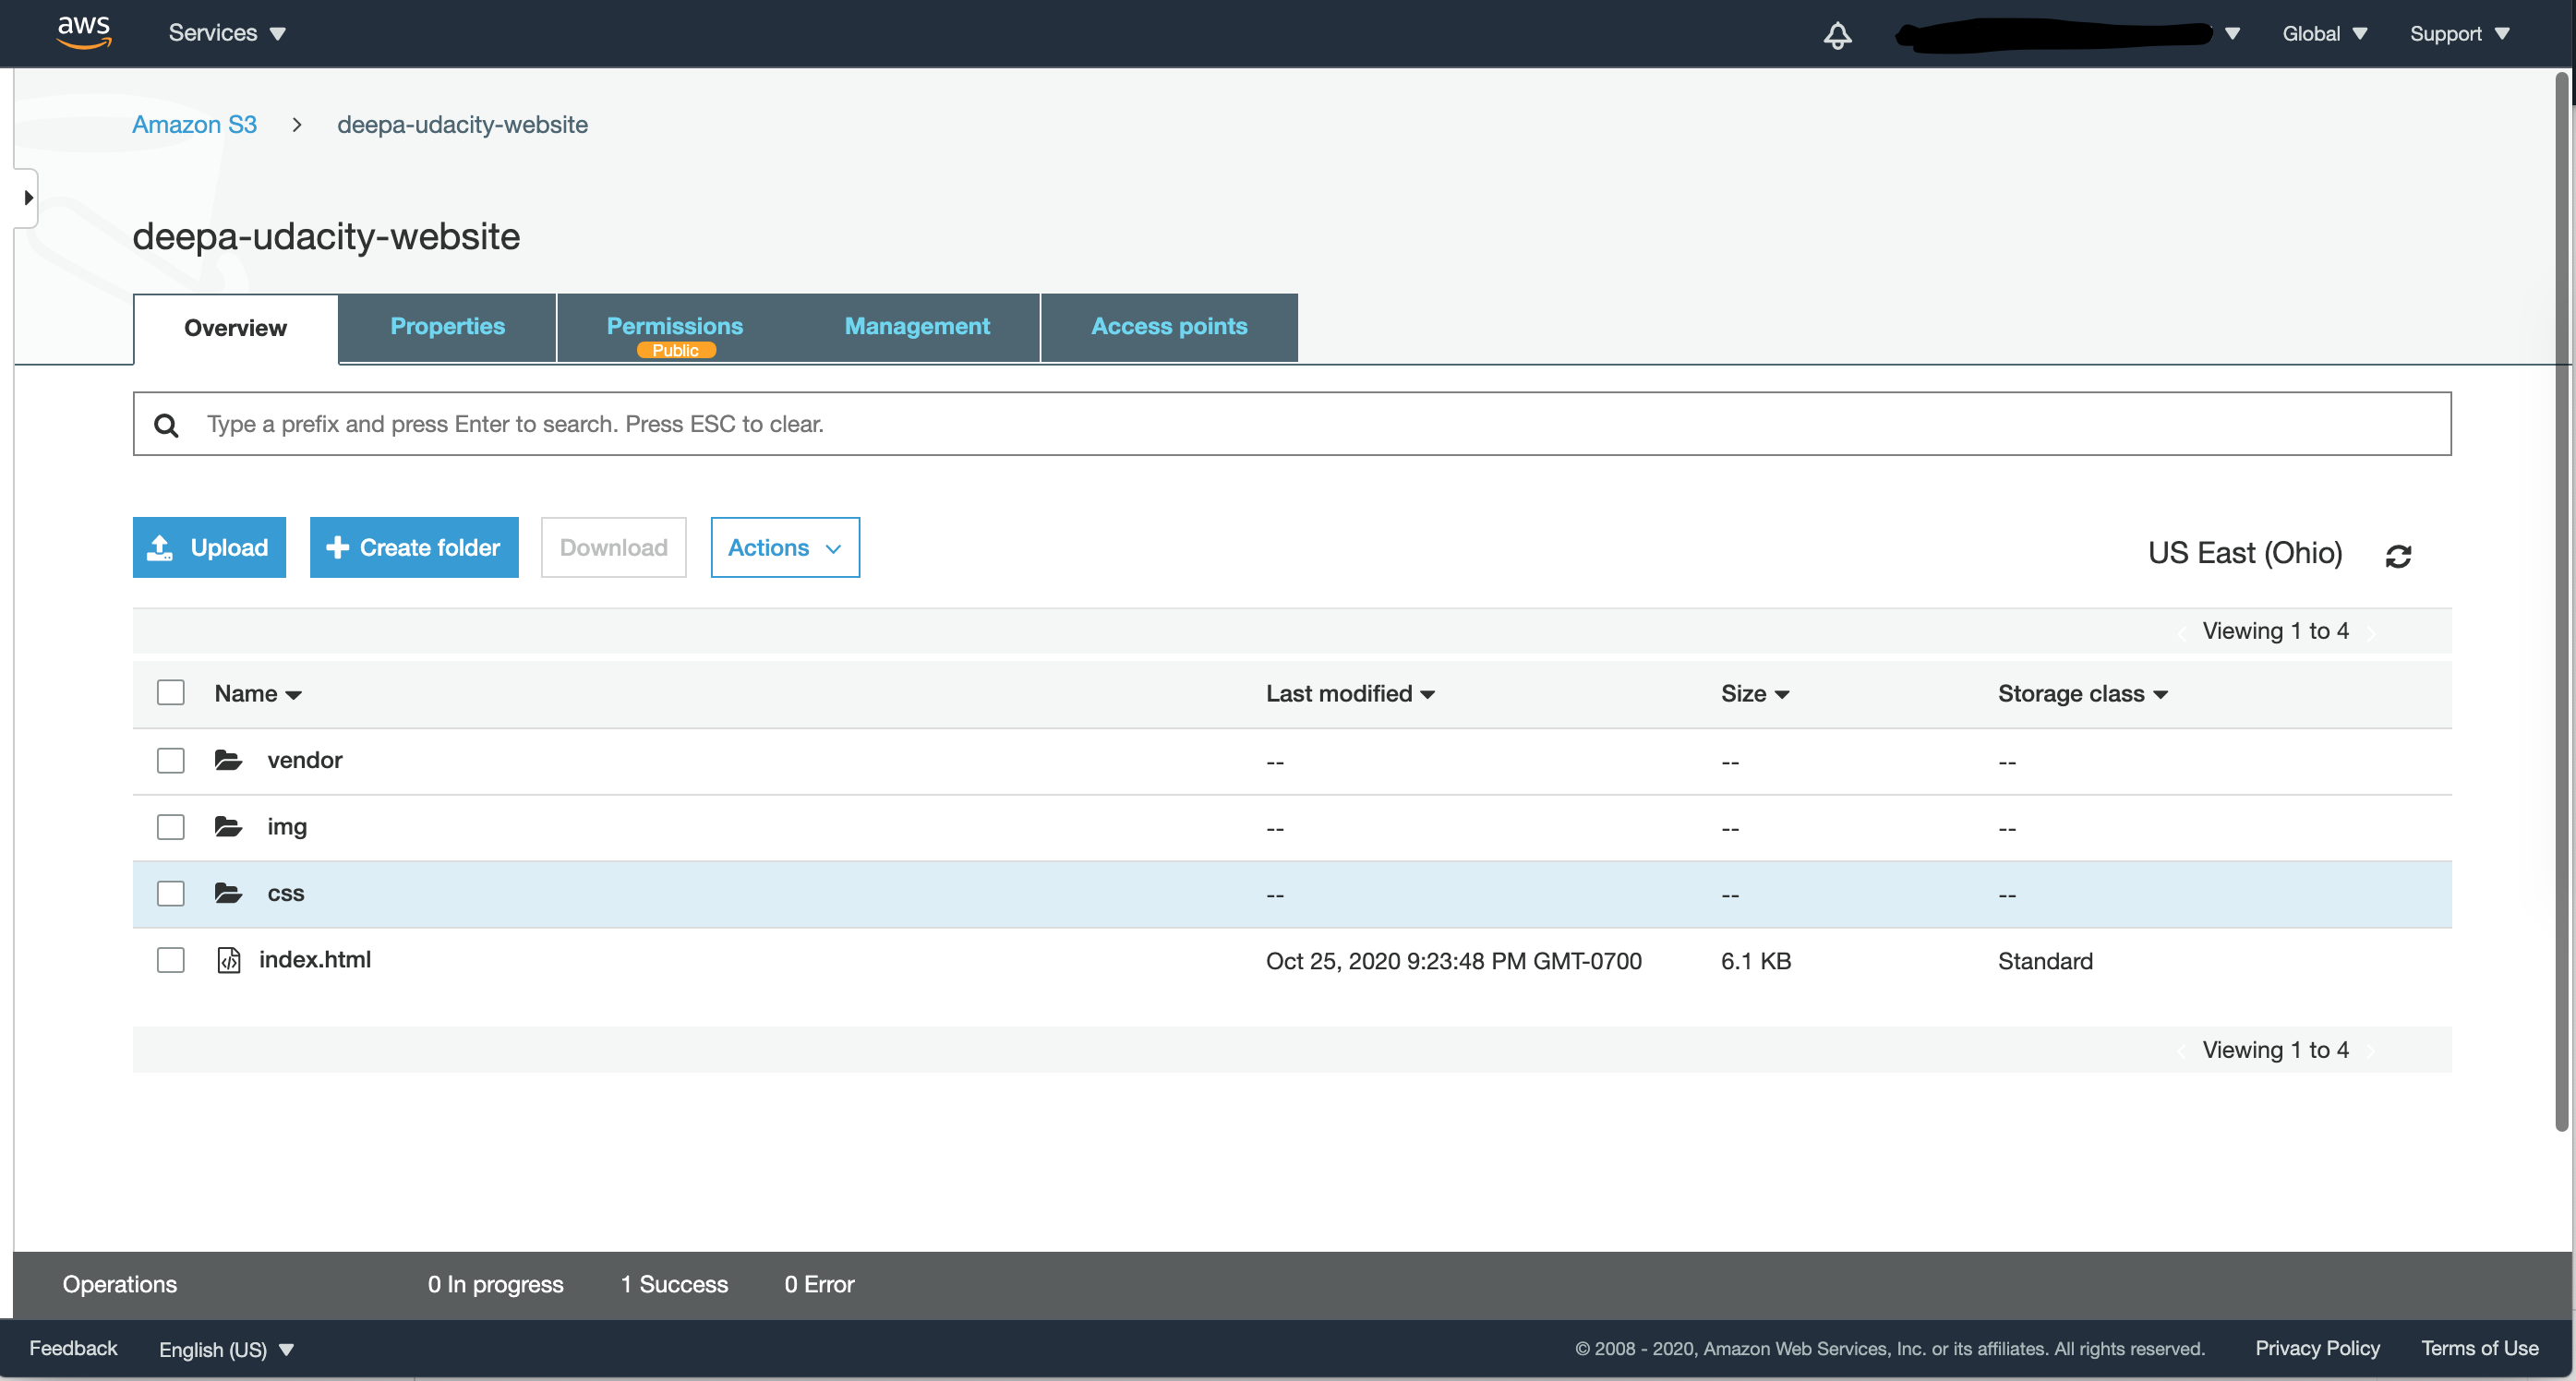 aws Services Global Support
Amazon S3 > deepa-udacity-website
deepa-udacity-website
Overview Properties Permissions Management Access points
Public
Type a prefix and press Enter to search. Press ESC to clear.
Upload Create folder Download Actions US East (Ohio)
Viewing 1 to 4
Name Last modified Size Storage class
vendor -- -- --
img -- -- --
css -- -- --
index.html Oct 25, 2020 9:23:48 PM GMT-0700 6.1 KB Standard
Viewing 1 to 4
Operations 0 In progress 1 Success 0 Error
Feedback English (US) © 2008 - 2020, Amazon Web Services, Inc. or its affiliates. All rights reserved. Privacy Policy Terms of Use